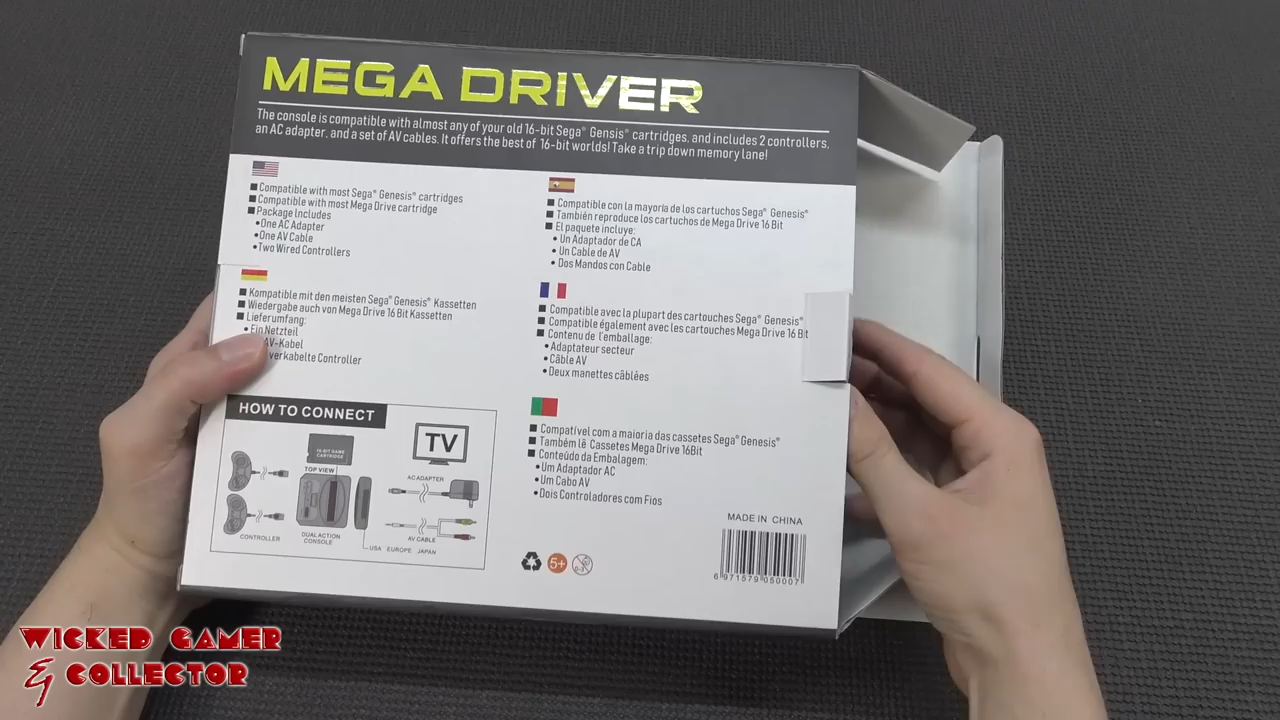 MEGA DRIVER
The console is compatible with almost any of your old 16-bit Sega® Gensis® cartridges, and includes 2 controllers,
an AC adapter, and a set of AV cables. It offers the best of 16-bit worlds! Take a trip down memory lane!
Compatible with most Sega® Genesis® cartridges
Compatible with most Mega Drive cartridge
Package Includes
One AC Adapter
One AV Cable
Two Wired Controllers
Compatible con la mayoría de los cartuchos Sega® Genesis®
También reproduce los cartuchos de Mega Drive 16 Bit
El paquete incluye:
Un Adaptador de CA
Un Cable de AV
Dos Mandos con Cable
Kompatible mit den meisten Sega® Genesis® Kassetten
Wiedergabe auch von Mega Drive 16 Bit Kassetten
Lieferumfang:
Ein Netzteil
AV-Kabel
verkabelte Controller
Compatible avec la plupart des cartouches Sega® Genesis®
Compatible également avec les cartouches Mega Drive 16 Bit
Contenu de l'emballage:
Adaptateur secteur
Câble AV
Deux manettes câblées
Compatível com a maioria das cassetes Sega® Genesis®
Também lê Cassetes Mega Drive 16Bit
Conteúdo da Embalagem:
Um Adaptador AC
Um Cabo AV
Dois Controladores com Fios
HOW TO CONNECT
16-BIT GAME
CARTRIDGE
TOP VIEW
TV
AC ADAPTER
AV CABLE
CONTROLLER
DUAL ACTION
CONSOLE
USA EUROPE JAPAN
5+
0-3
MADE IN CHINA
6 971579 050007
WICKED GAMER
& COLLECTOR